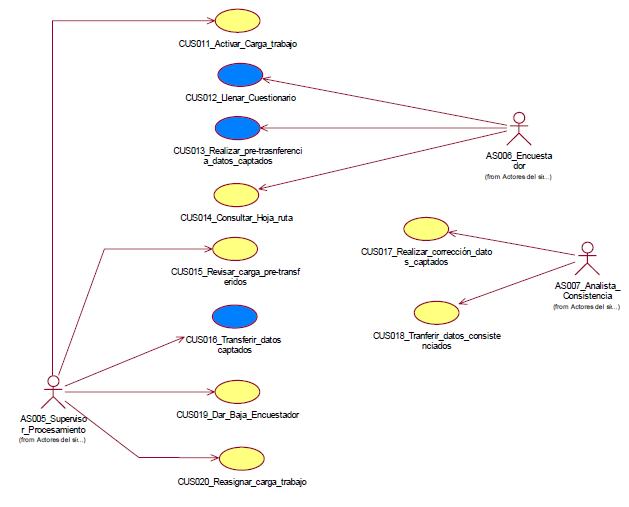 CUS011_Activar_Carga_trabajo
CUS012_Llenar_Cuestionario
CUS013_Realizar_pre-trasnferenci
a_datos_captados
AS006_Encuesta
dor
(from Actores del si...)
CUS014_Consultar_Hoja_ruta
CUS017_Realizar_corrección_dato
s_captados
CUS015_Revisar_carga_pre-transf
eridos
AS007_Analista_
Consistencia
(from Actores del si...)
CUS016_Transferir_datos
captados
CUS018_Tranferir_datos_consiste
nciados
CUS019_Dar_Baja_Encuestador
AS005_Superviso
r_Procesamiento
(from Actores del si...)
CUS020_Reasignar_carga_trabajo